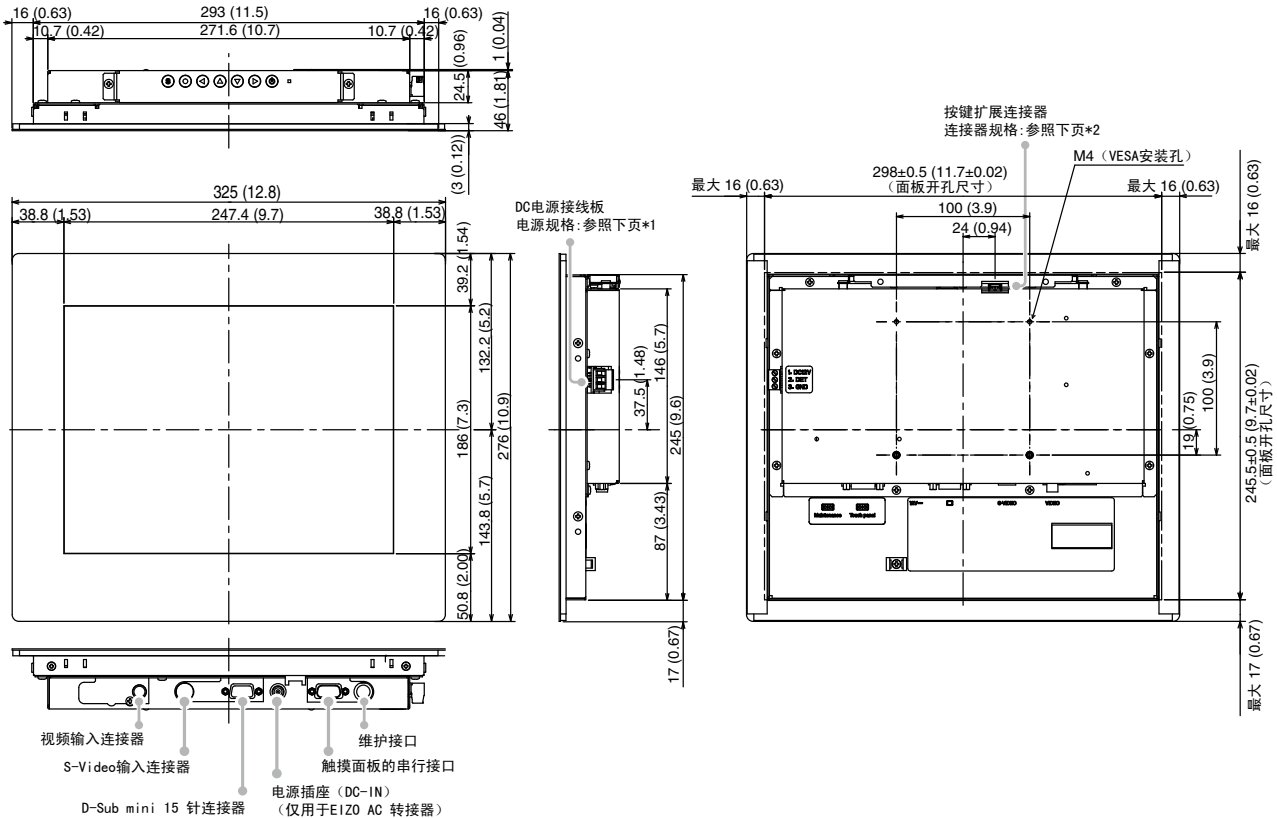 16 (0.63)
293 (11.5)
16 (0.63)
10.7 (0.42)
271.6 (10.7)
10.7 (0.42)
24.5 (0.96)
1 (0.04)
46 (1.81)
(3 (0.12))
325 (12.8)
38.8 (1.53)
247.4 (9.7)
38.8 (1.53)
39.2 (1.54)
132.2 (5.2)
186 (7.3)
276 (10.9)
143.8 (5.7)
50.8 (2.00)
DC电源接线板
电源规格:参照下页*1
146 (5.7)
37.5 (1.48)
245 (9.6)
87 (3.43)
17 (0.67)
按键扩展连接器
连接器规格:参照下页*2
M4（VESA安装孔）
最大 16 (0.63)
298±0.5 (11.7±0.02)
（面板开孔尺寸）
最大 16 (0.63)
最大 16 (0.63)
100 (3.9)
24 (0.94)
1. DC12V
2. DET
3. GND
100 (3.9)
19 (0.75)
245.5±0.5 (9.7±0.02)
（面板开孔尺寸）
Maintenance
Touch panel
S-VIDEO
VIDEO
最大 17 (0.67)
视频输入连接器
维护接口
S-Video输入连接器
触摸面板的串行接口
电源插座（DC-IN）
D-Sub mini 15 针连接器
（仅用于EIZO AC 转接器）